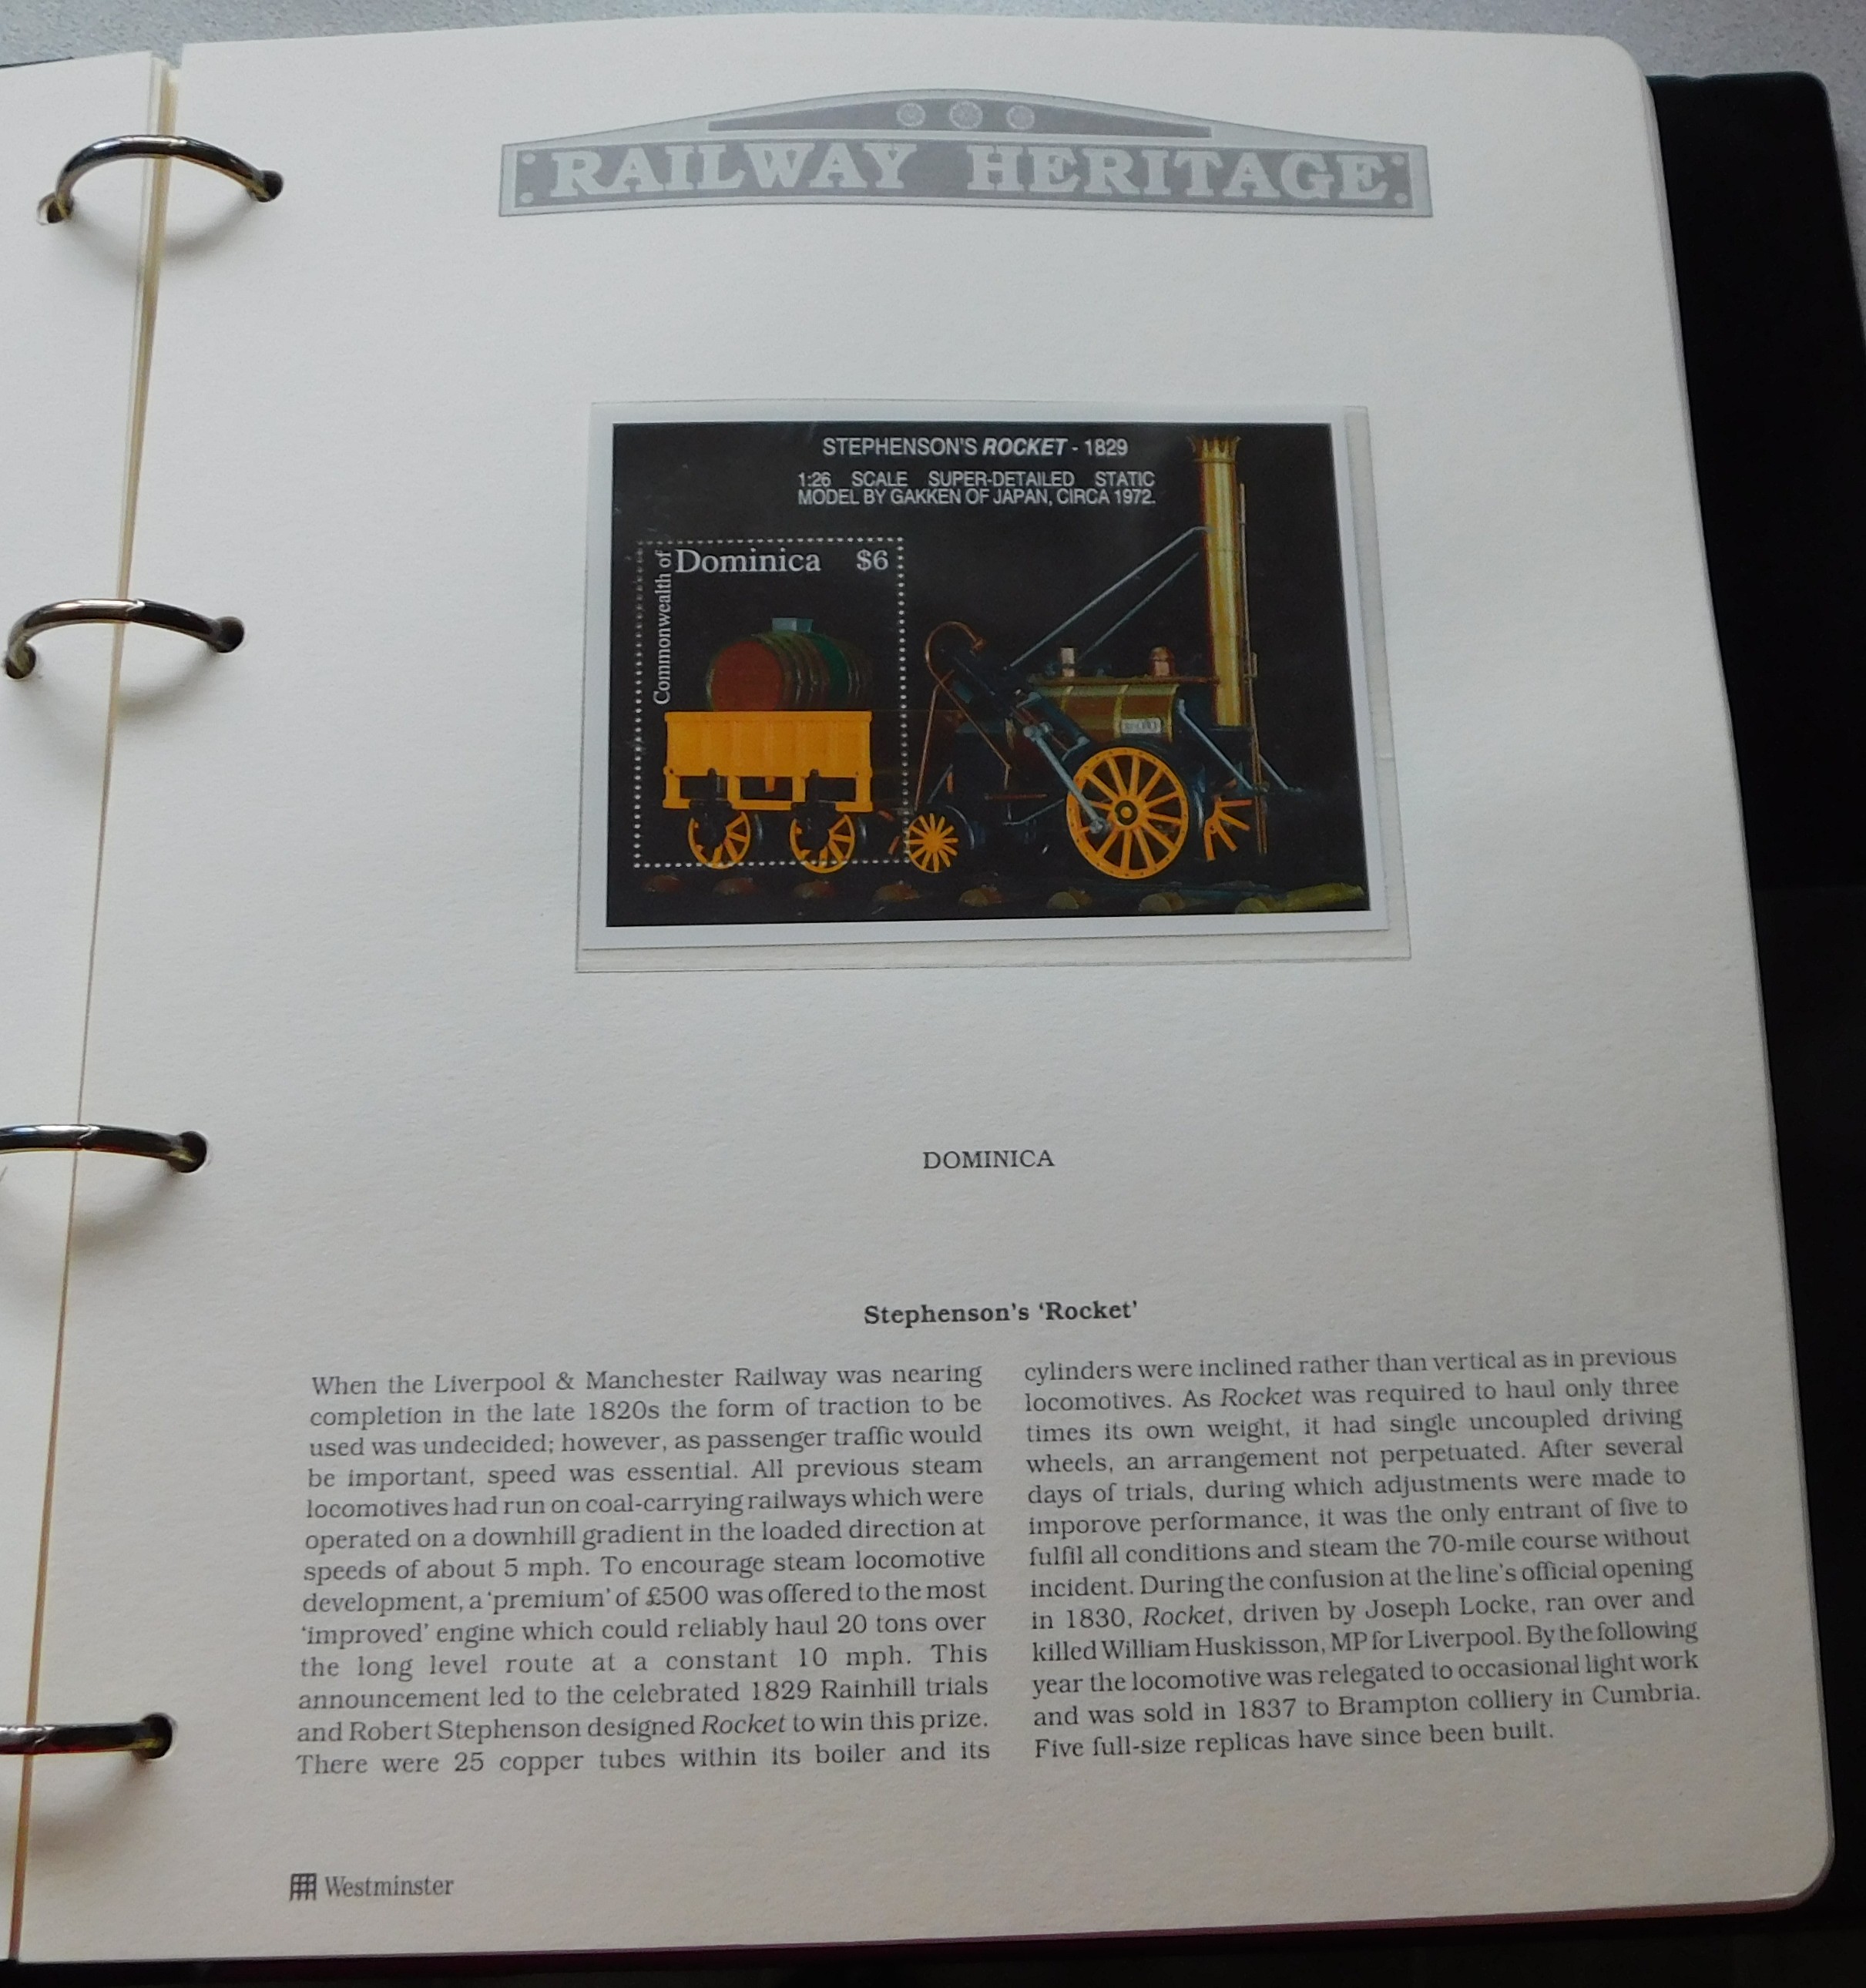 RAILWAY HERITAGE
STEPHENSON'S ROCKET - 1829
1:26 SCALE SUPER-DETAILED STATIC
MODEL BY GAKKEN OF JAPAN, CIRCA 1972.
Commonwealth of
Dominica $6
DOMINICA
Stephenson's 'Rocket'
When the Liverpool & Manchester Railway was nearing
completion in the late 1820s the form of traction to be
used was undecided; however, as passenger traffic would
be important, speed was essential. All previous steam
locomotives had run on coal-carrying railways which were
operated on a downhill gradient in the loaded direction at
speeds of about 5 mph. To encourage steam locomotive
development, a 'premium' of £500 was offered to the most
'improved' engine which could reliably haul 20 tons over
the long level route at a constant 10 mph. This
announcement led to the celebrated 1829 Rainhill trials
and Robert Stephenson designed Rocket to win this prize.
There were 25 copper tubes within its boiler and its
cylinders were inclined rather than vertical as in previous
locomotives. As Rocket was required to haul only three
times its own weight, it had single uncoupled driving
wheels, an arrangement not perpetuated. After several
days of trials, during which adjustments were made to
imporove performance, it was the only entrant of five to
fulfil all conditions and steam the 70-mile course without
incident. During the confusion at the line's official opening
in 1830, Rocket, driven by Joseph Locke, ran over and
killed William Huskisson, MP for Liverpool. By the following
year the locomotive was relegated to occasional light work
and was sold in 1837 to Brampton colliery in Cumbria.
Five full-size replicas have since been built.
Westminster